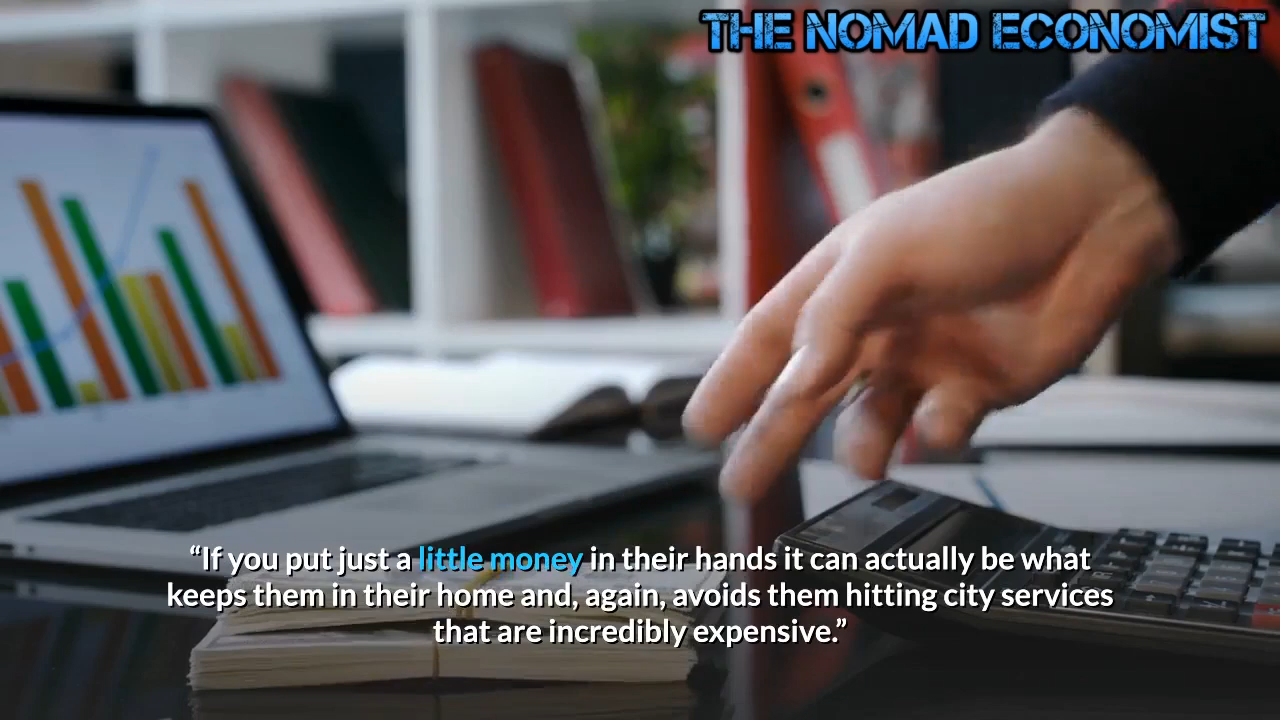 THE NOMAD ECONOMIST
“If you put just a little money in their hands it can actually be what
keeps them in their home and, again, avoids them hitting city services
that are incredibly expensive.”